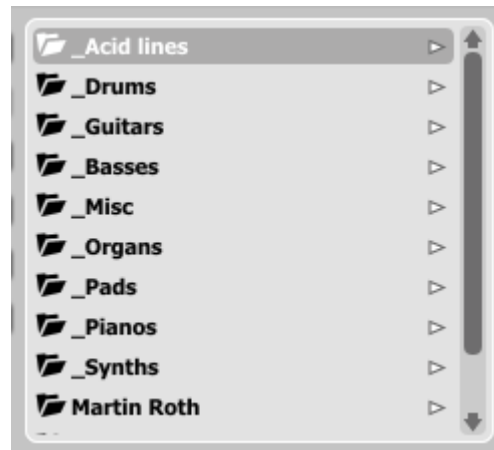 _Acid lines
_Drums
_Guitars
_Basses
_Misc
_Organs
_Pads
_Pianos
_Synths
Martin Roth